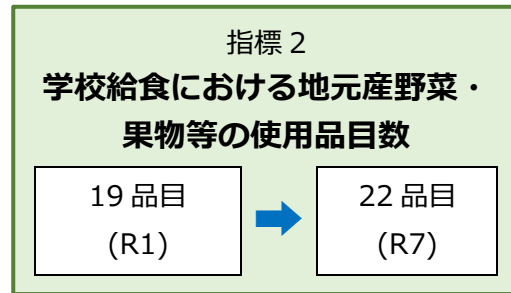 指標２
学校給食における地元産野菜・
果物等の使用品目数
19 品目
(R1)
22 品目
(R7)